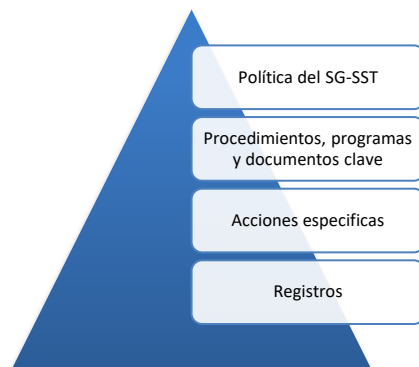 Política del SG-SST
Procedimientos, programas
y documentos clave
Acciones especificas
Registros